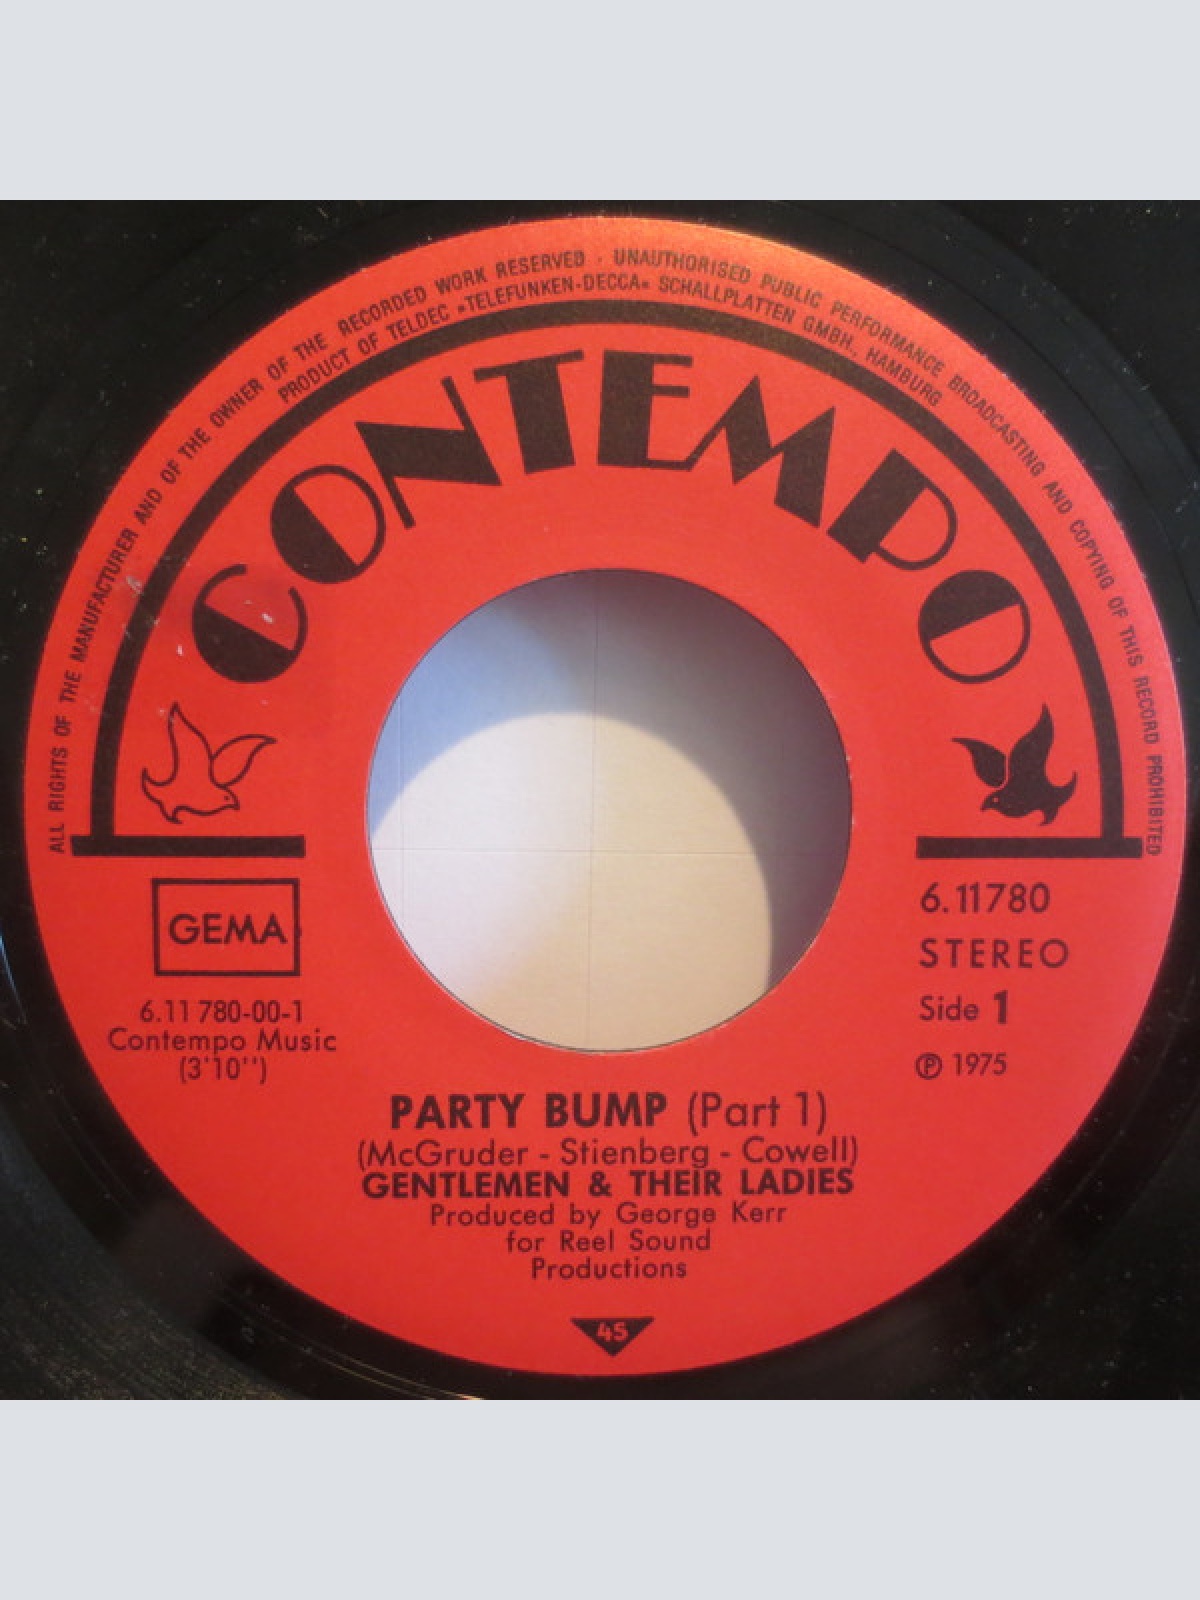 ALL RIGHTS OF THE MANUFACTURER AND OF THE OWNER OF THE RECORDED WORK RESERVED · UNAUTHORISED PUBLIC PERFORMANCE BROADCASTING AND COPYING OF THIS RECORD PROHIBITED
PRODUCT OF TELDEC »TELEFUNKEN-DECCA« SCHALLPLATTEN GMBH., HAMBURG
CONTEMPO
GEMA
6.11 780-00-1
Contempo Music
(3'10'')
6.11780
STEREO
Side 1
Ⓟ 1975
PARTY BUMP (Part 1)
(McGruder - Stienberg - Cowell)
GENTLEMEN & THEIR LADIES
Produced by George Kerr
for Reel Sound
Productions
45